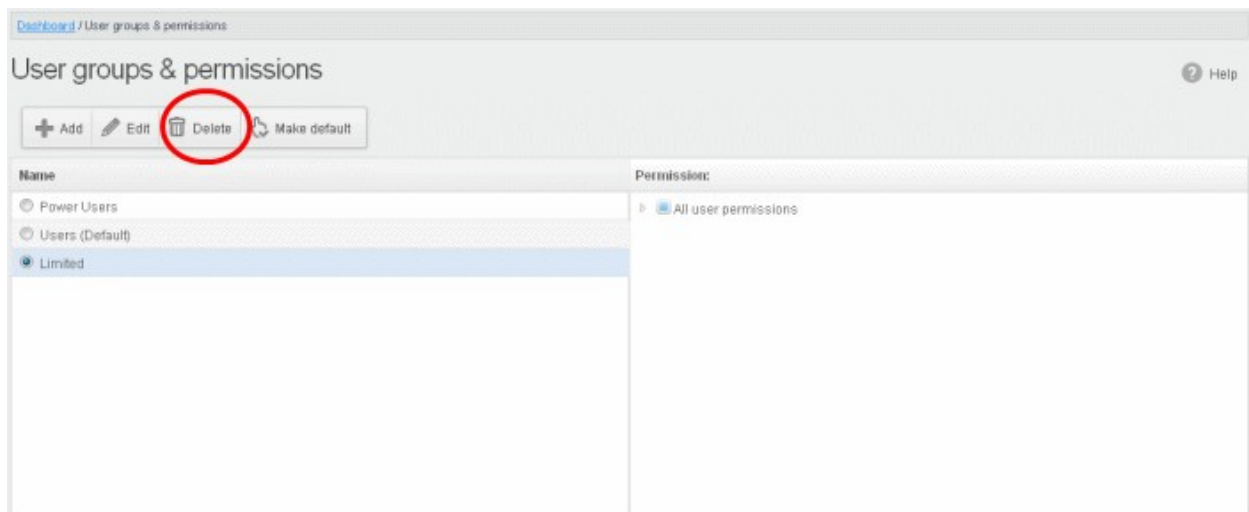 Dashboard / User groups & permissions
User groups & permissions
Help
Add Edit Delete Make default
Name Permission:
Power Users All user permissions
Users (Default)
Limited